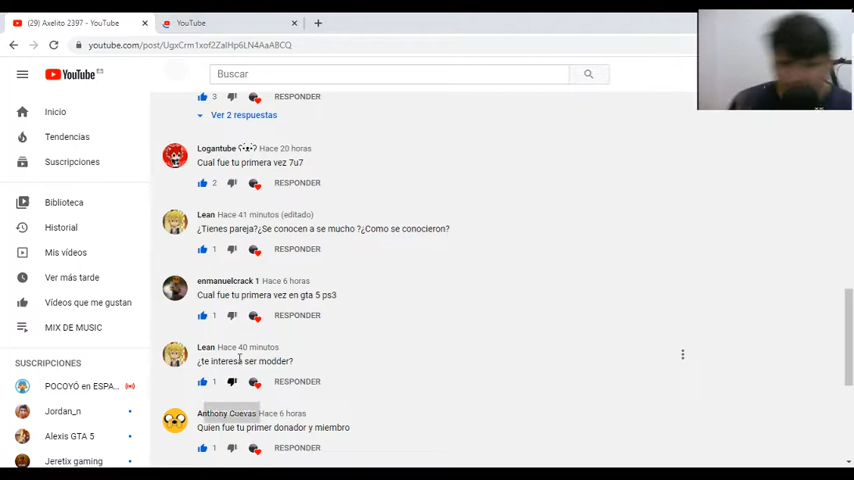 (29) Axelito 2397 - YouTube
YouTube
youtube.com/post/UgxCrm1xof2ZalHp6LN4AaABCQ
YouTube ES
Buscar
Inicio
Tendencias
Suscripciones
Biblioteca
Historial
Mis vídeos
Ver más tarde
Vídeos que me gustan
MIX DE MUSIC
SUSCRIPCIONES
POCOYÓ en ESPA...
Jordan_n
Alexis GTA 5
Jeretix gaming
3 RESPONDER
Ver 2 respuestas
Logantube ʕ•ᴥ•ʔ Hace 20 horas
Cual fue tu primera vez 7u7
2 RESPONDER
Lean Hace 41 minutos (editado)
¿Tienes pareja?¿Se conocen a se mucho ?¿Como se conocieron?
1 RESPONDER
enmanuelcrack 1 Hace 6 horas
Cual fue tu primera vez en gta 5 ps3
1 RESPONDER
Lean Hace 40 minutos
¿te interesa ser modder?
1 RESPONDER
Anthony Cuevas Hace 6 horas
Quien fue tu primer donador y miembro
1 RESPONDER